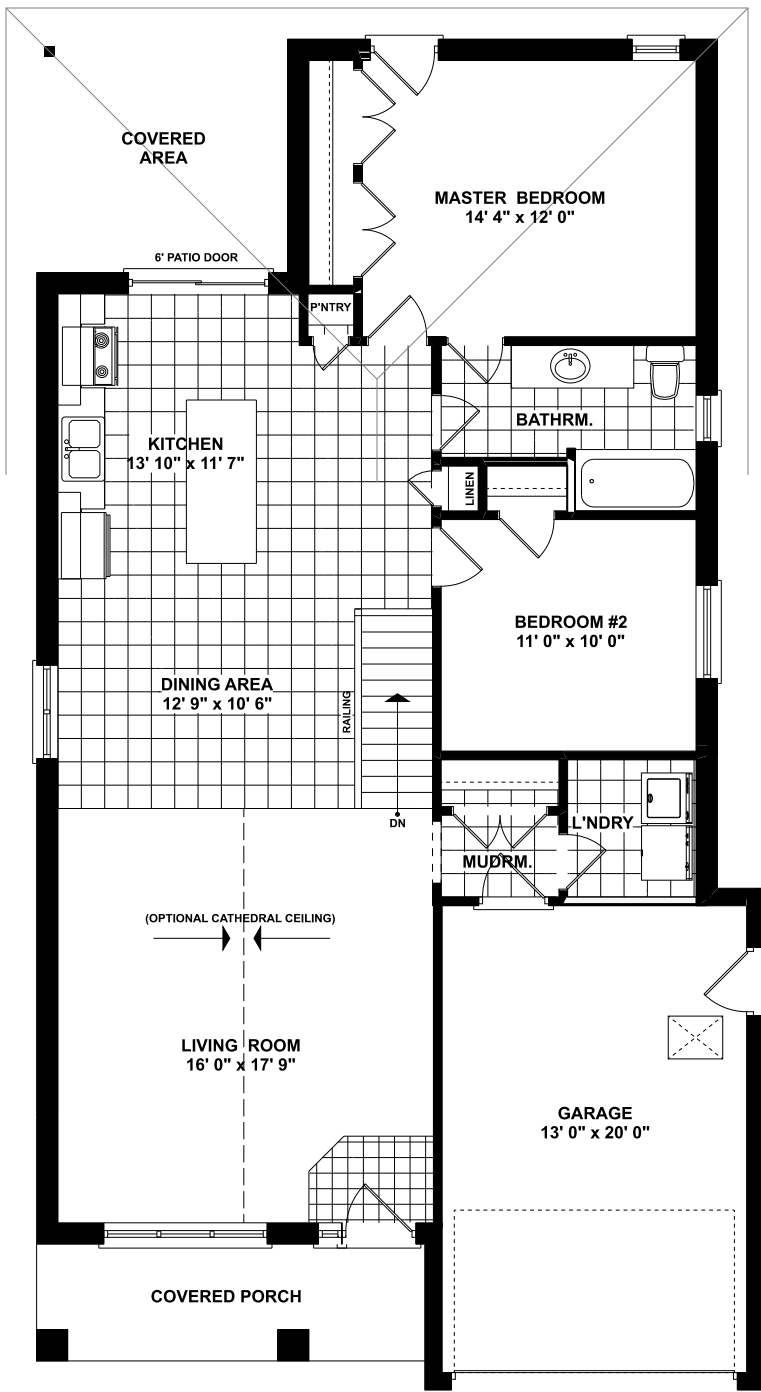 COVERED
AREA
MASTER BEDROOM
14' 4" x 12' 0"
6' PATIO DOOR
P'NTRY
BATHRM.
KITCHEN
13' 10" x 11' 7"
LINEN
BEDROOM #2
11' 0" x 10' 0"
DINING AREA
12' 9" x 10' 6"
RAILING
DN
L'NDRY
MUDRM.
(OPTIONAL CATHEDRAL CEILING)
LIVING ROOM
16' 0" x 17' 9"
GARAGE
13' 0" x 20' 0"
COVERED PORCH